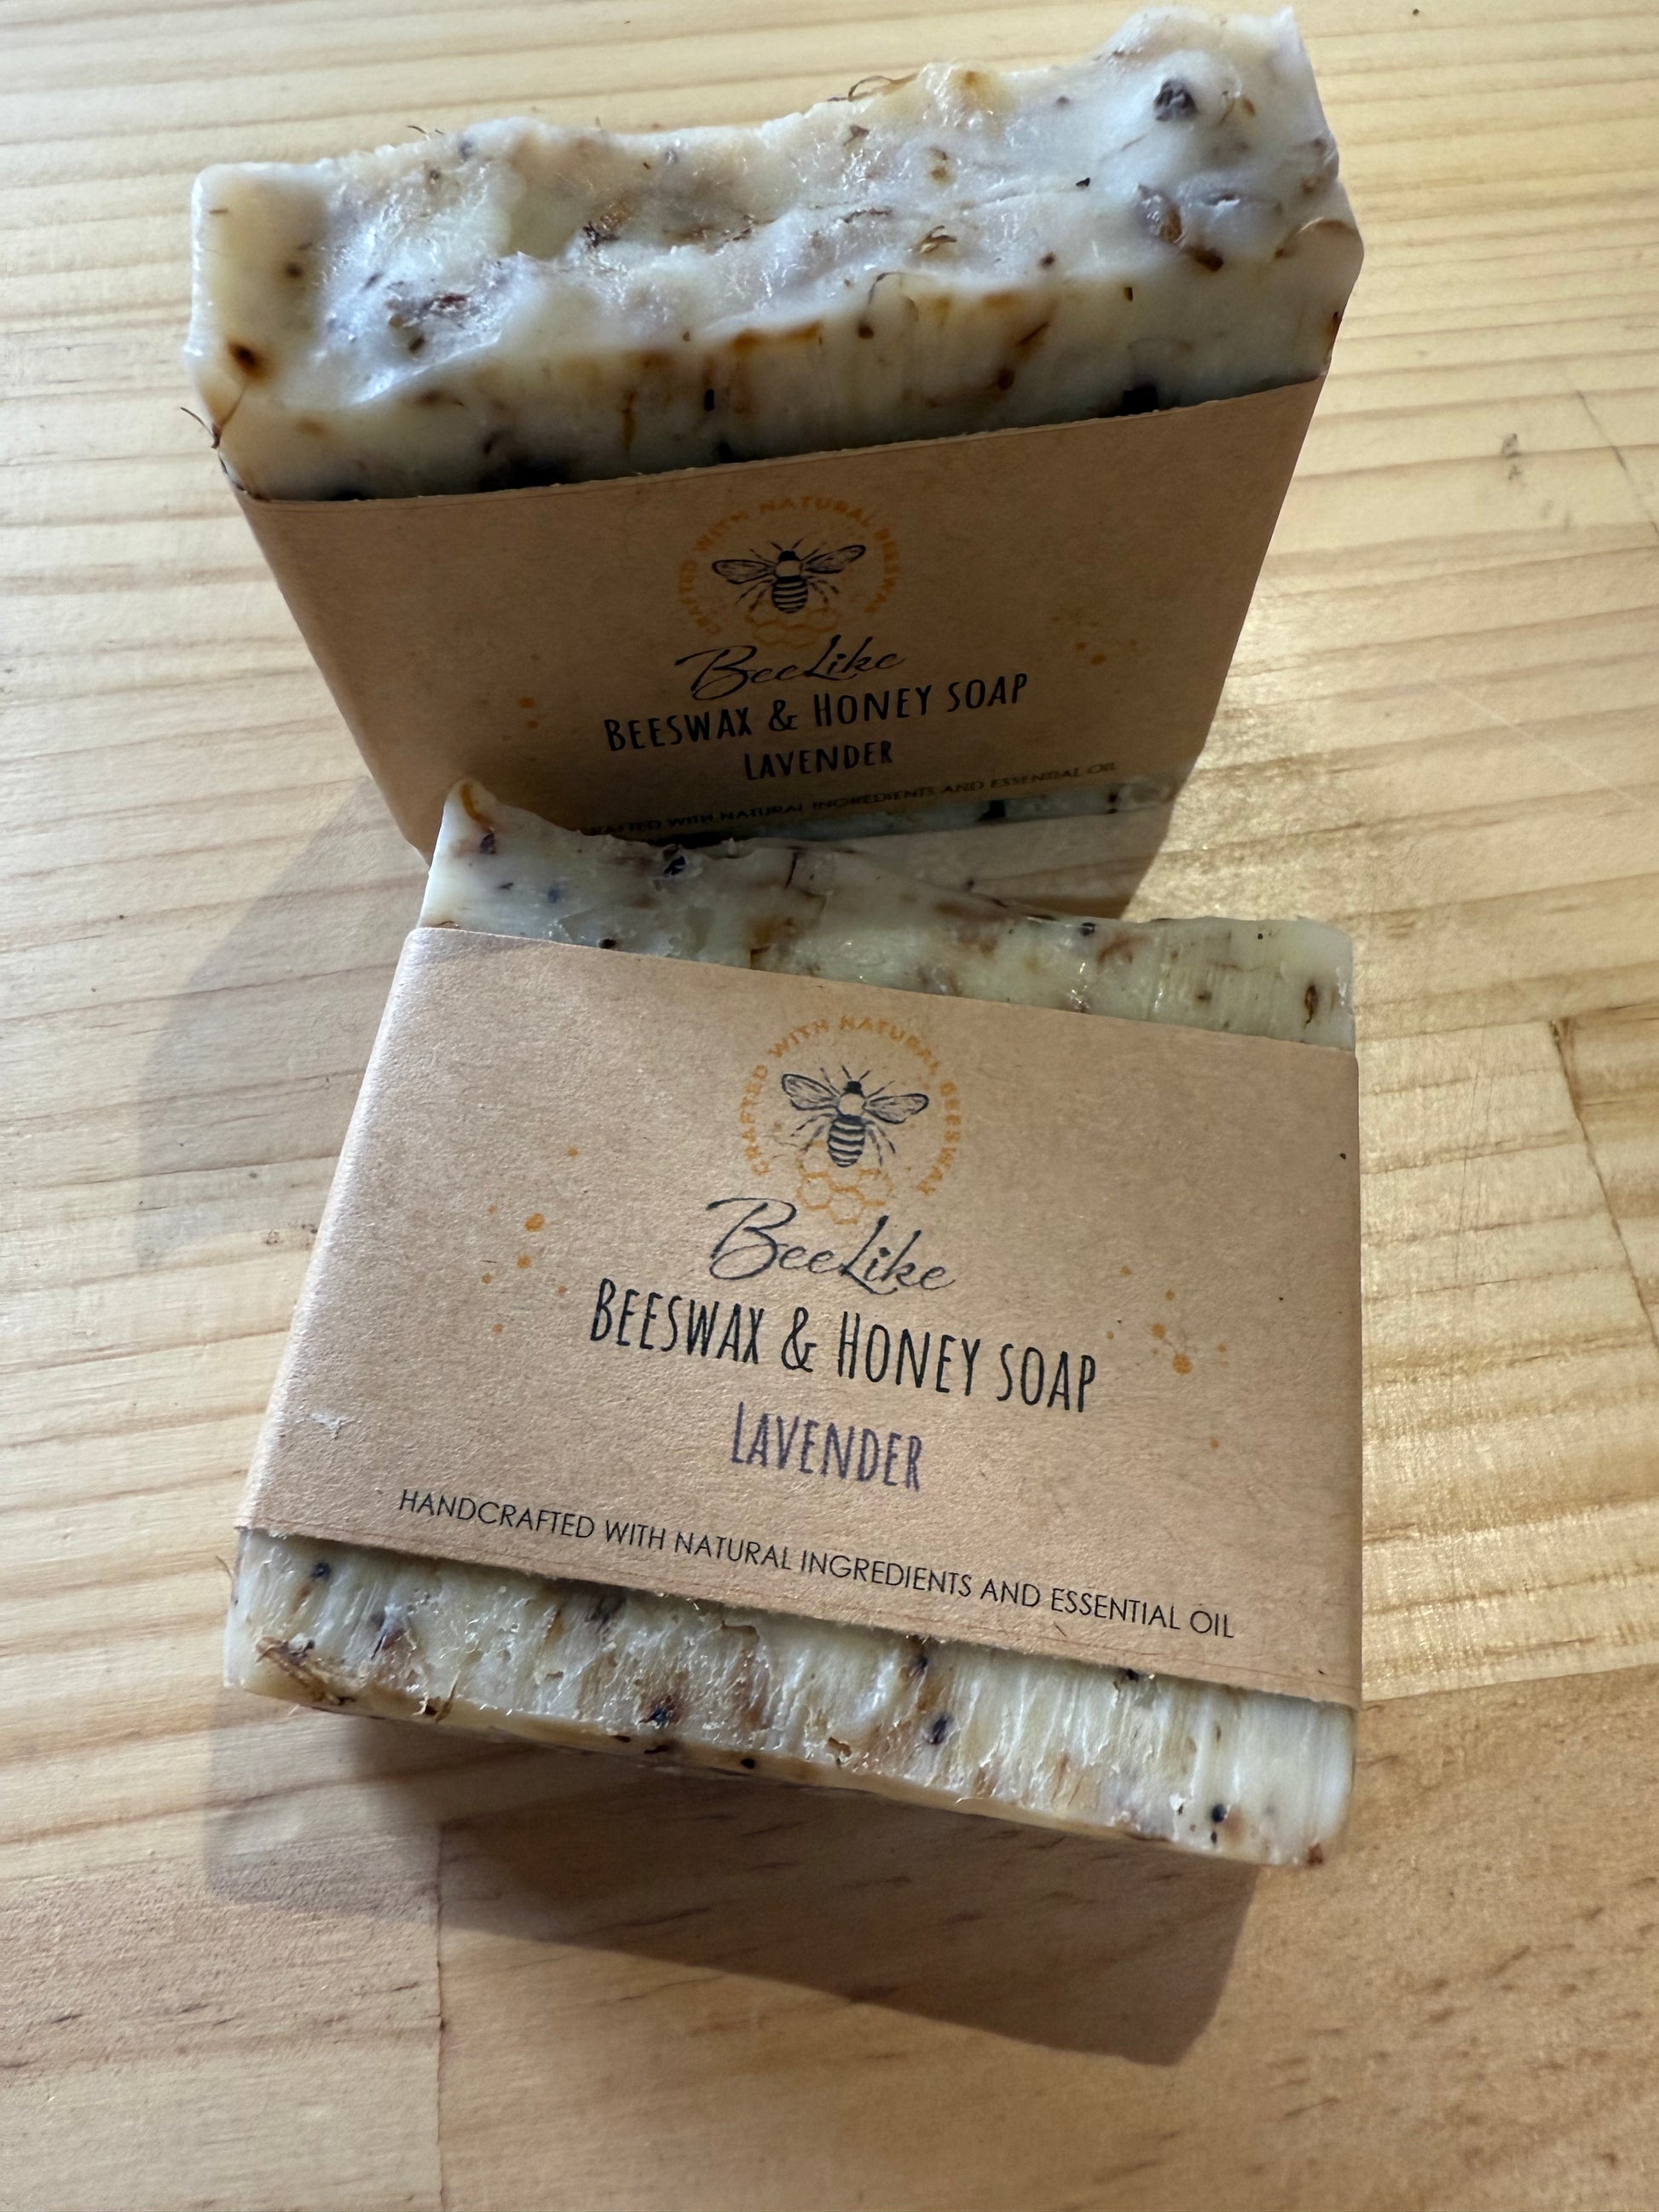 CRAFTED WITH NATURAL BEESWAX
BeeLike
BEESWAX & HONEY SOAP
LAVENDER
CRAFTED WITH NATURAL INGREDIENTS AND ESSENTIAL OIL
CRAFTED WITH NATURAL BEESWAX
BeeLike
BEESWAX & HONEY SOAP
LAVENDER
HANDCRAFTED WITH NATURAL INGREDIENTS AND ESSENTIAL OIL